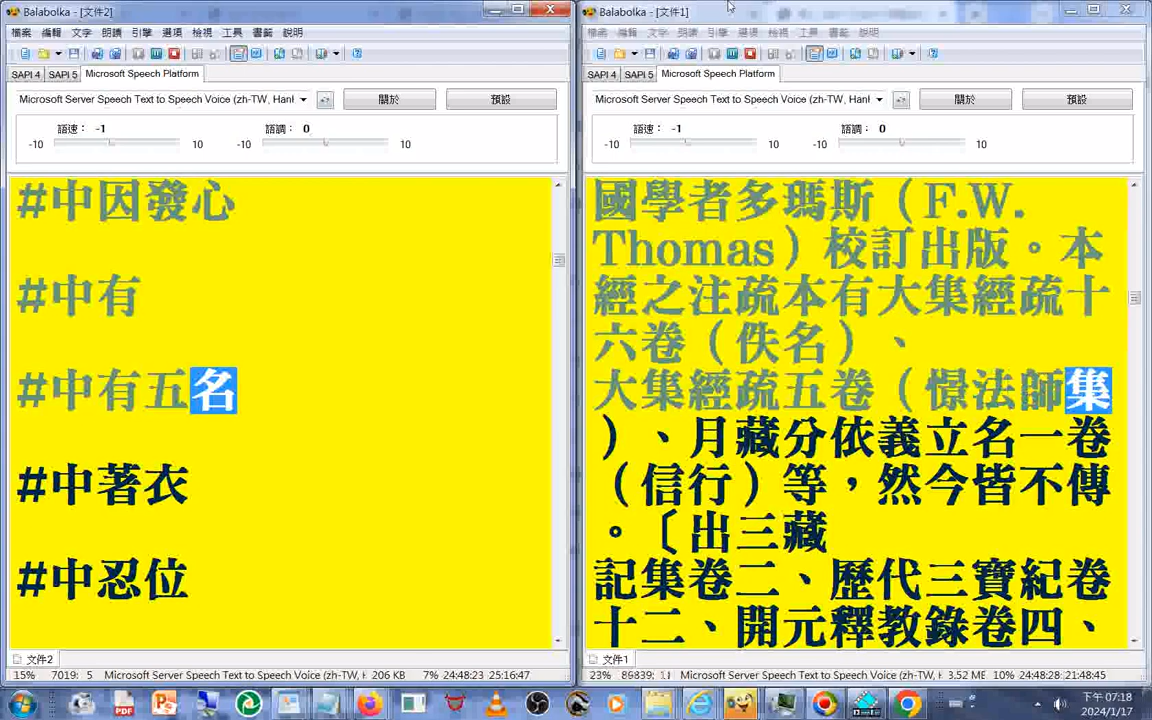 Balabolka - [文件2]
檔案 編輯 文字 朗讀 引擎 選項 檢視 工具 書籤 說明
SAPI 4 SAPI 5 Microsoft Speech Platform
Microsoft Server Speech Text to Speech Voice (zh-TW, Hanl
關於 預設
語速： -1 語調： 0
-10 10 -10 10
#中因發心
#中有
#中有五名
#中著衣
#中忍位
文件2
15% 7019: 5 Microsoft Server Speech Text to Speech Voice (zh-TW, H 206 KB 7% 24:48:23 25:16:47
Balabolka - [文件1]
檔案 編輯 文字 朗讀 引擎 選項 檢視 工具 書籤 說明
SAPI 4 SAPI 5 Microsoft Speech Platform
Microsoft Server Speech Text to Speech Voice (zh-TW, Hanl
關於 預設
語速： -1 語調： 0
-10 10 -10 10
國學者多瑪斯（F.W.
Thomas）校訂出版。本
經之注疏本有大集經疏十
六卷（佚名）、
大集經疏五卷（憬法師集
）、月藏分依義立名一卷
（信行）等，然今皆不傳
。〔出三藏
記集卷二、歷代三寶紀卷
十二、開元釋教錄卷四、
文件1
23% Microsoft Server Speech Text to Speech Voice (zh-TW, H 3.52 ME 10% 24:48:28 21:48:45
下午 07:18
2024/1/17